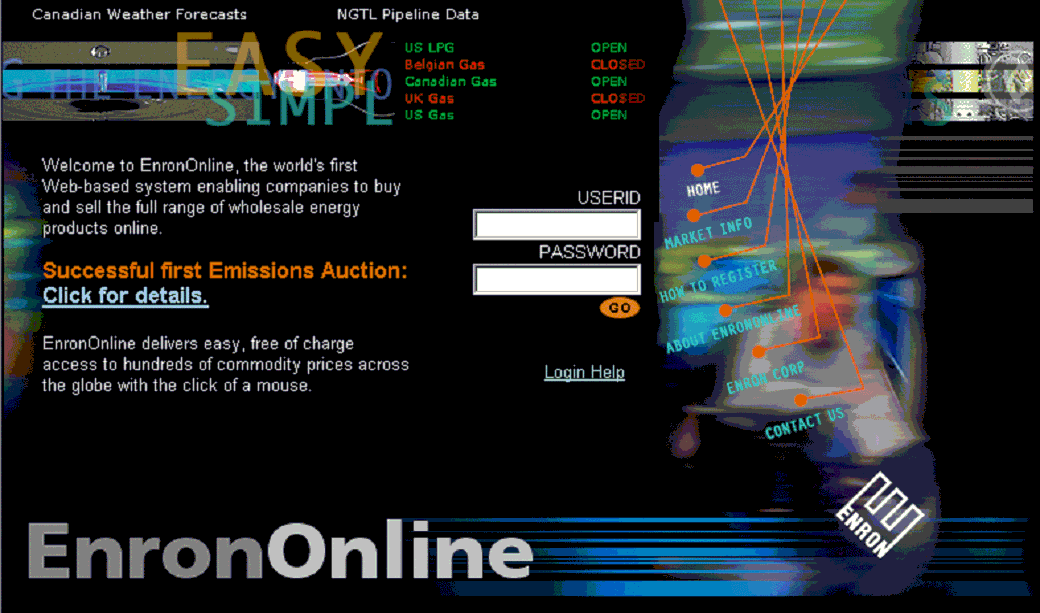 Canadian Weather Forecasts
NGTL Pipeline Data
EASY
SIMPL
US LPG OPEN
Belgian Gas CLOSED
Canadian Gas OPEN
UK Gas CLOSED
US Gas OPEN
Welcome to EnronOnline, the world's first
Web-based system enabling companies to buy
and sell the full range of wholesale energy
products online.
Successful first Emissions Auction:
Click for details.
EnronOnline delivers easy, free of charge
access to hundreds of commodity prices across
the globe with the click of a mouse.
USERID
PASSWORD
GO
Login Help
HOME
MARKET INFO
HOW TO REGISTER
ABOUT ENRONONLINE
ENRON CORP
CONTACT US
ENRON
EnronOnline